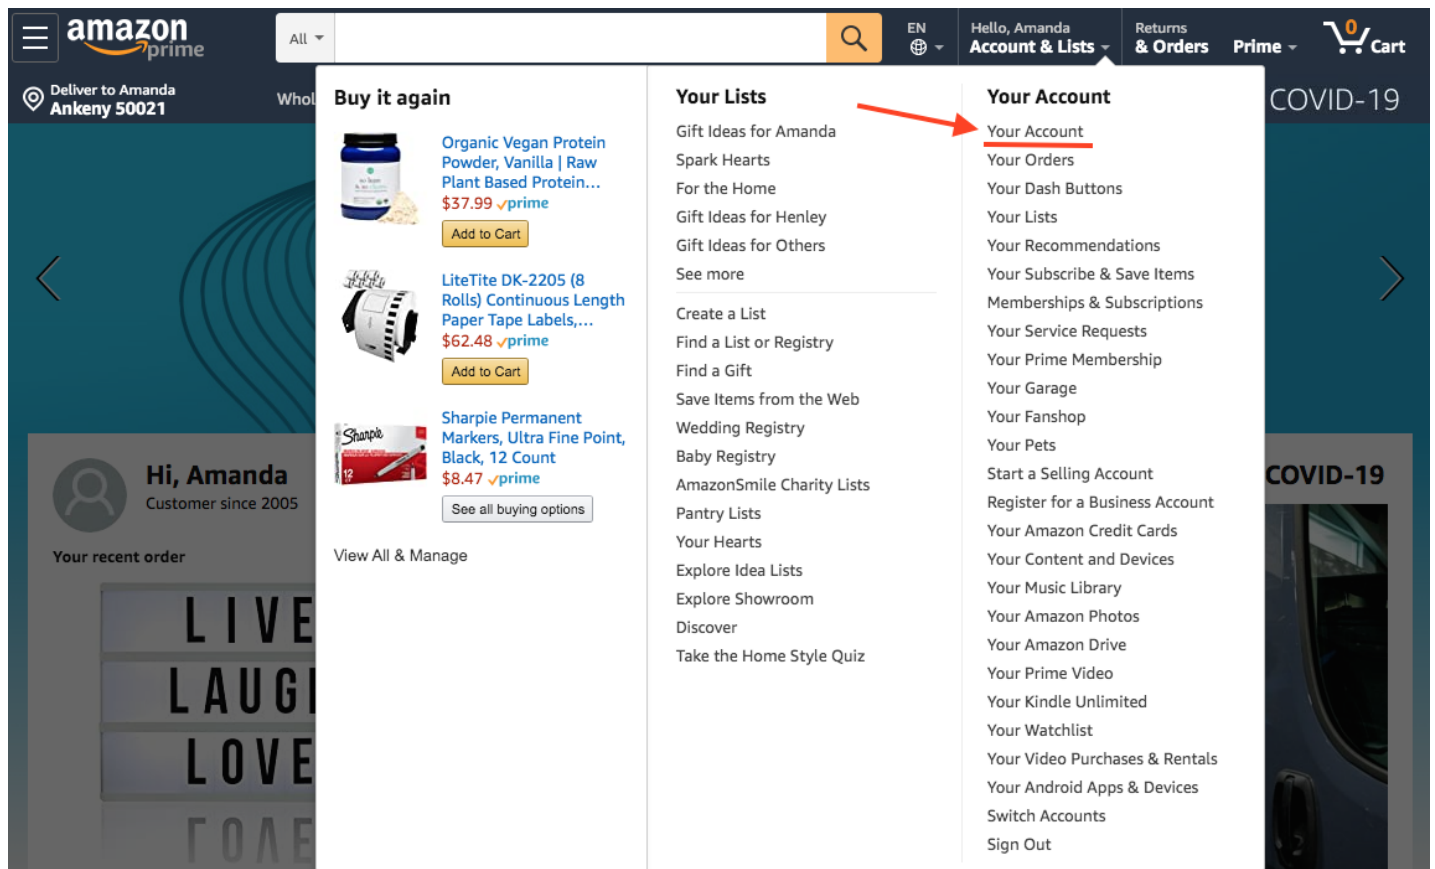 amazon
prime
All
EN
Hello, Amanda
Account & Lists
Returns
& Orders
Prime
0
Cart
Deliver to Amanda
Ankeny 50021
Whol
COVID-19
Buy it again
Organic Vegan Protein
Powder, Vanilla | Raw
Plant Based Protein...
$37.99 prime
Add to Cart
LiteTite DK-2205 (8
Rolls) Continuous Length
Paper Tape Labels,...
$62.48 prime
Add to Cart
Sharpie
12
Sharpie Permanent
Markers, Ultra Fine Point,
Black, 12 Count
$8.47 prime
See all buying options
View All & Manage
Your Lists
Gift Ideas for Amanda
Spark Hearts
For the Home
Gift Ideas for Henley
Gift Ideas for Others
See more
Create a List
Find a List or Registry
Find a Gift
Save Items from the Web
Wedding Registry
Baby Registry
AmazonSmile Charity Lists
Pantry Lists
Your Hearts
Explore Idea Lists
Explore Showroom
Discover
Take the Home Style Quiz
Your Account
Your Account
Your Orders
Your Dash Buttons
Your Lists
Your Recommendations
Your Subscribe & Save Items
Memberships & Subscriptions
Your Service Requests
Your Prime Membership
Your Garage
Your Fanshop
Your Pets
Start a Selling Account
Register for a Business Account
Your Amazon Credit Cards
Your Content and Devices
Your Music Library
Your Amazon Photos
Your Amazon Drive
Your Prime Video
Your Kindle Unlimited
Your Watchlist
Your Video Purchases & Rentals
Your Android Apps & Devices
Switch Accounts
Sign Out
Hi, Amanda
Customer since 2005
Your recent order
LIVE
LAUGH
LOVE
COVID-19